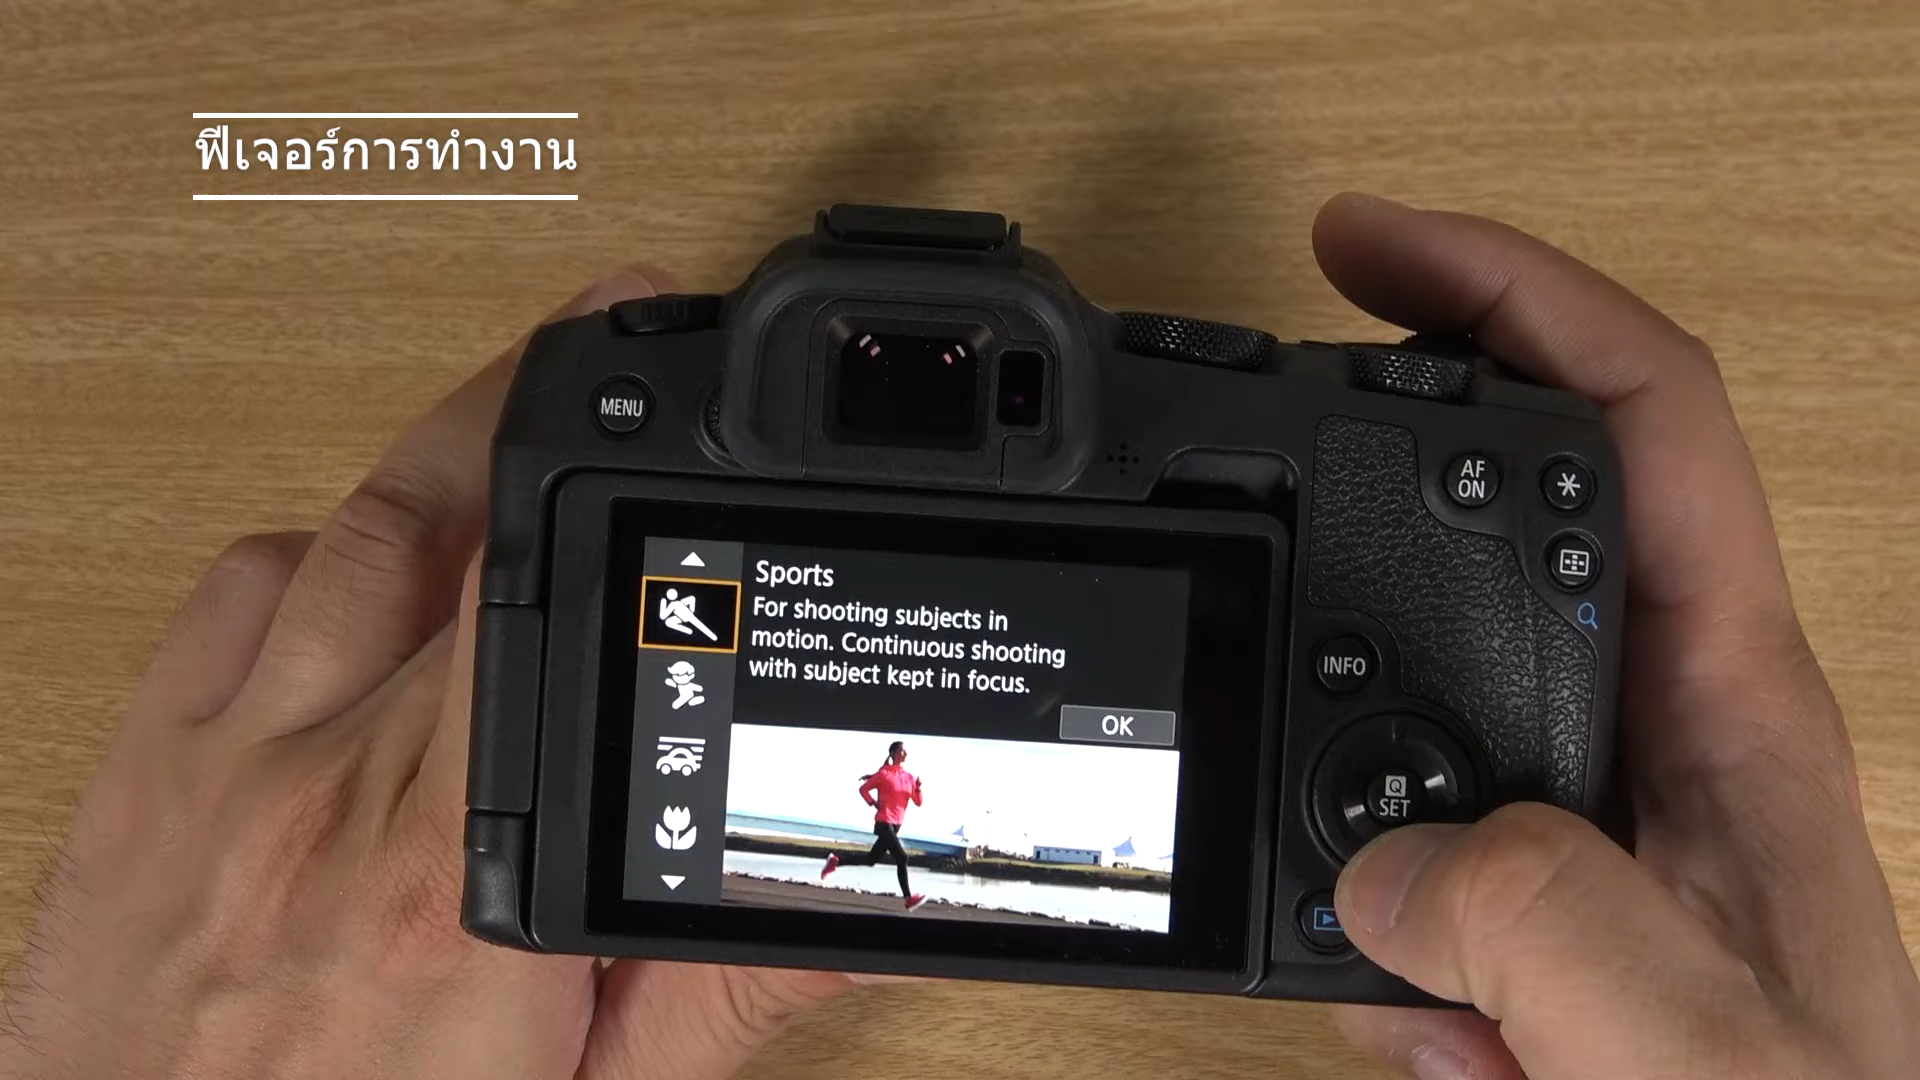 ฟีเจอร์การทำงาน
MENU
AF
ON
Sports
For shooting subjects in
motion. Continuous shooting
with subject kept in focus.
OK
INFO
Q
SET